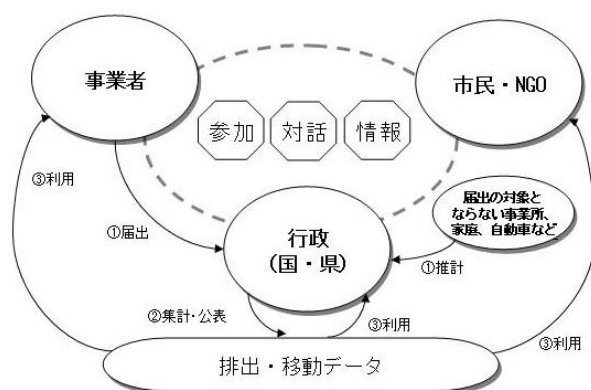 事業者
市民・NGO
参加
対話
情報
③利用
①届出
届出の対象と
ならない事業所、
家庭、自動車など
行政
(国・県)
①推計
②集計・公表
③利用
③利用
排出・移動データ